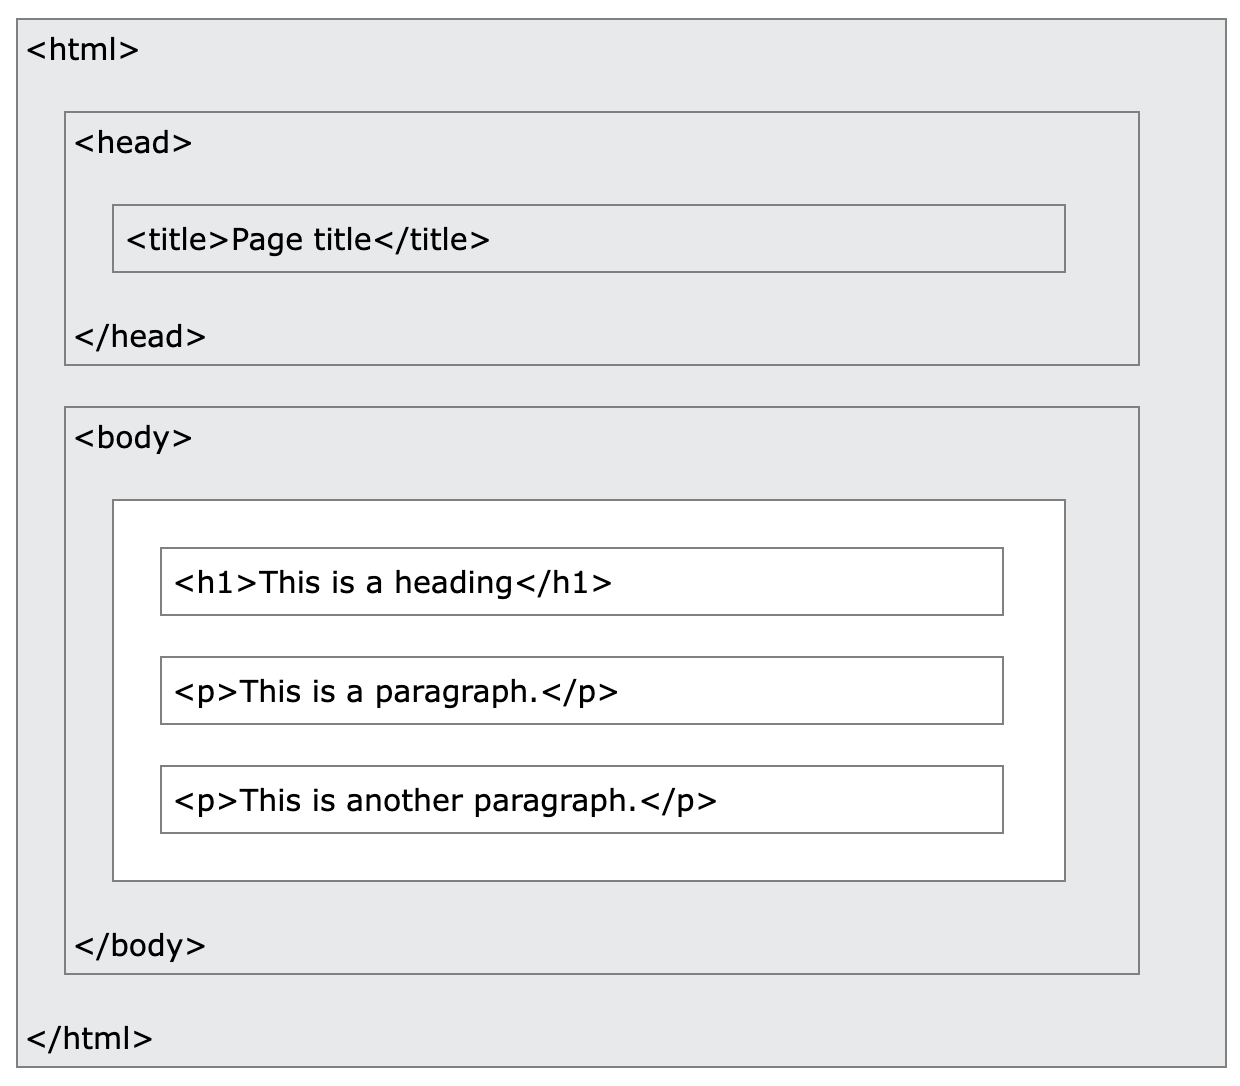 <html>
<head>
<title>Page title</title>
</head>
<body>
<h1>This is a heading</h1>
<p>This is a paragraph.</p>
<p>This is another paragraph.</p>
</body>
</html>